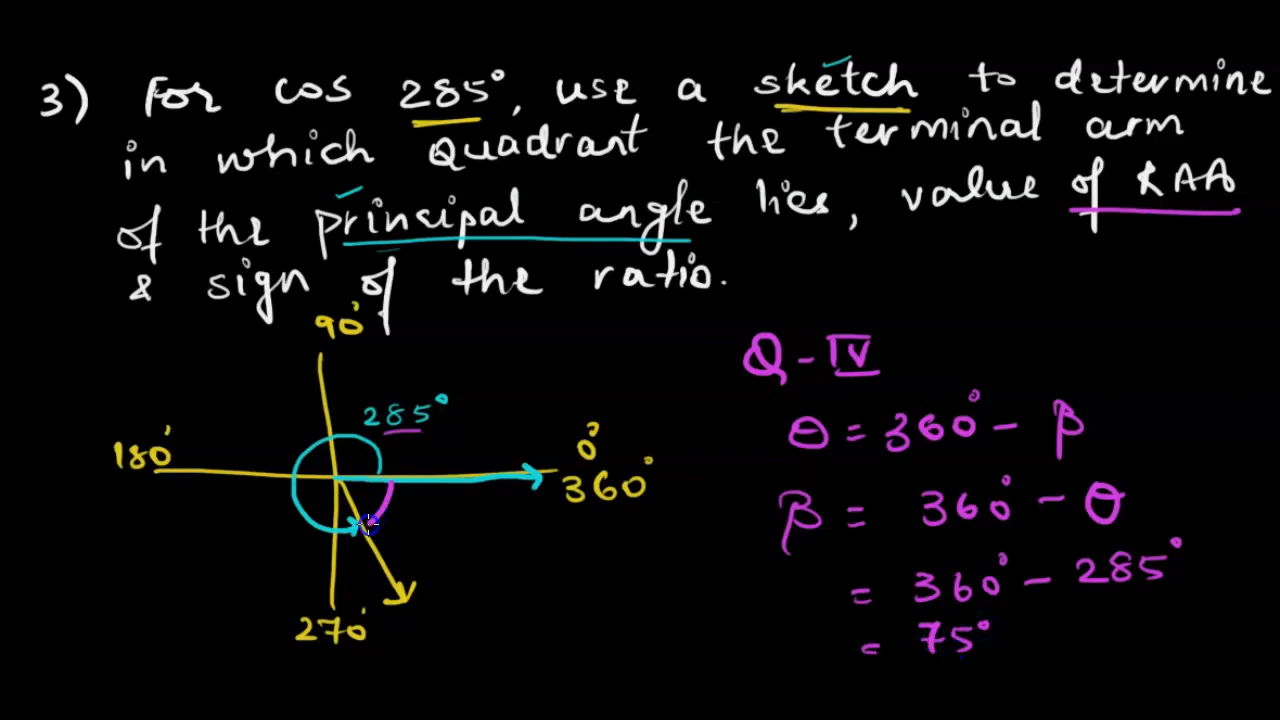 3) For cos 285°, use a sketch to determine
in which quadrant the terminal arm
of the principal angle lies, value of RAA
& sign of the ratio.
90°
285°
180°
0°
360°
270°
Q - IV
θ = 360° - β
β = 360° - θ
= 360° - 285°
= 75°